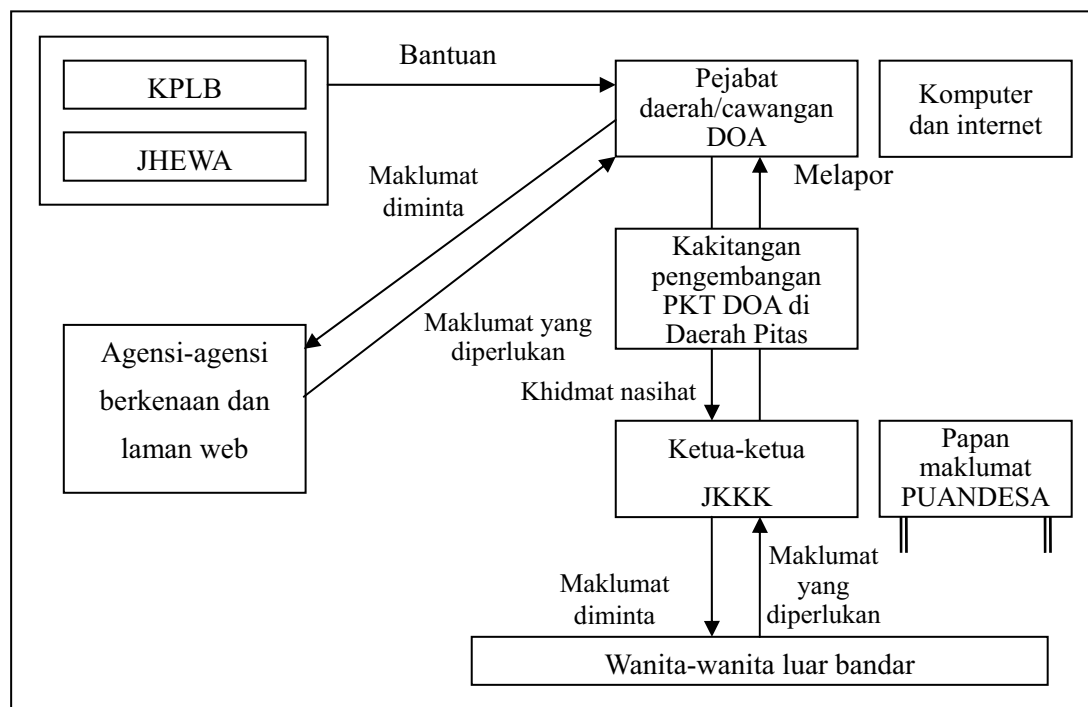 KPLB
JHEWA
Bantuan
Pejabat
daerah/cawangan
DOA
Komputer
dan internet
Maklumat
diminta
Melapor
Kakitangan
pengembangan
PKT DOA di
Daerah Pitas
Maklumat yang
diperlukan
Agensi-agensi
berkenaan dan
laman web
Khidmat nasihat
Ketua-ketua
JKKK
Papan
maklumat
PUANDESA
Maklumat
diminta
Maklumat
yang
diperlukan
Wanita-wanita luar bandar